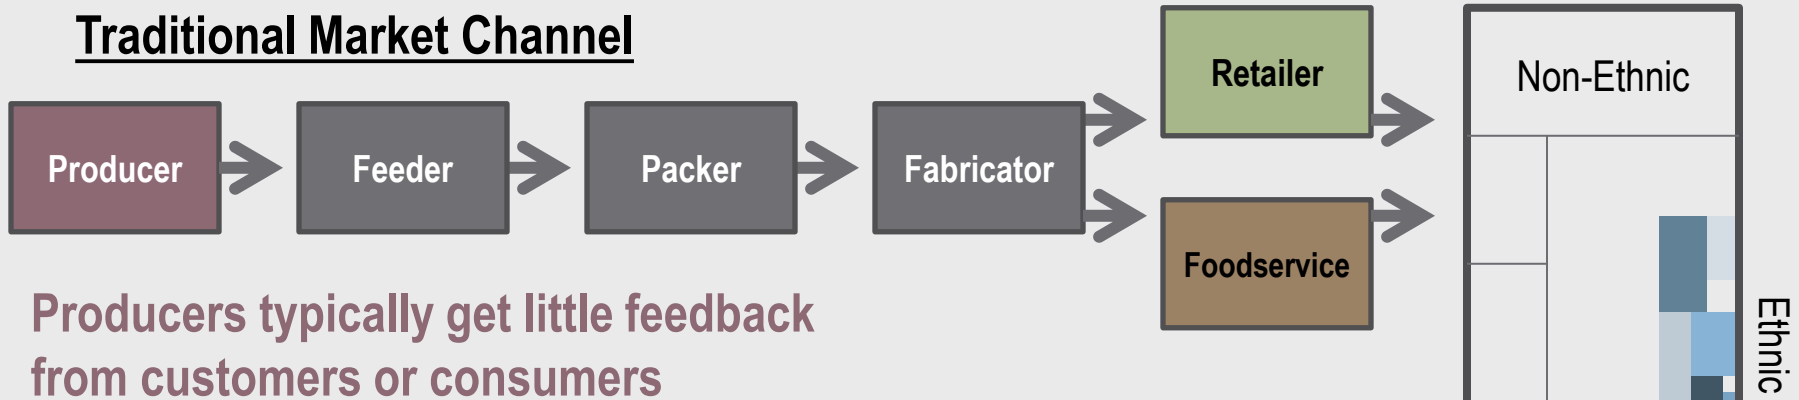 Traditional Market Channel
Producer
Feeder
Packer
Fabricator
Retailer
Foodservice
Non-Ethnic
Ethnic
Producers typically get little feedback
from customers or consumers